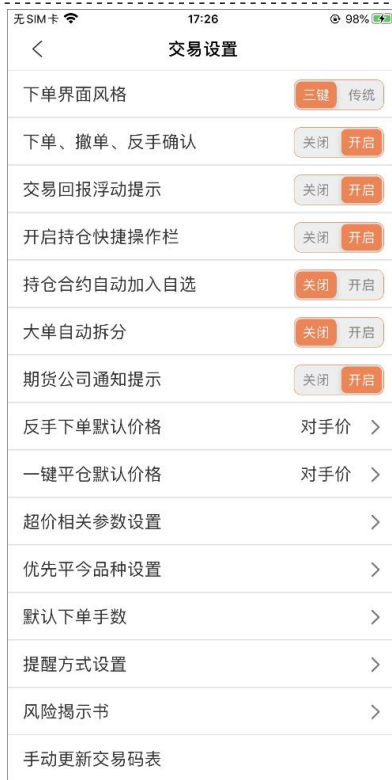 无SIM卡 17:26 98%
交易设置
下单界面风格 三键 传统
下单、撤单、反手确认 关闭 开启
交易回报浮动提示 关闭 开启
开启持仓快捷操作栏 关闭 开启
持仓合约自动加入自选 关闭 开启
大单自动拆分 关闭 开启
期货公司通知提示 关闭 开启
反手下单默认价格 对手价
一键平仓默认价格 对手价
超价相关参数设置
优先平今品种设置
默认下单手数
提醒方式设置
风险揭示书
手动更新交易码表